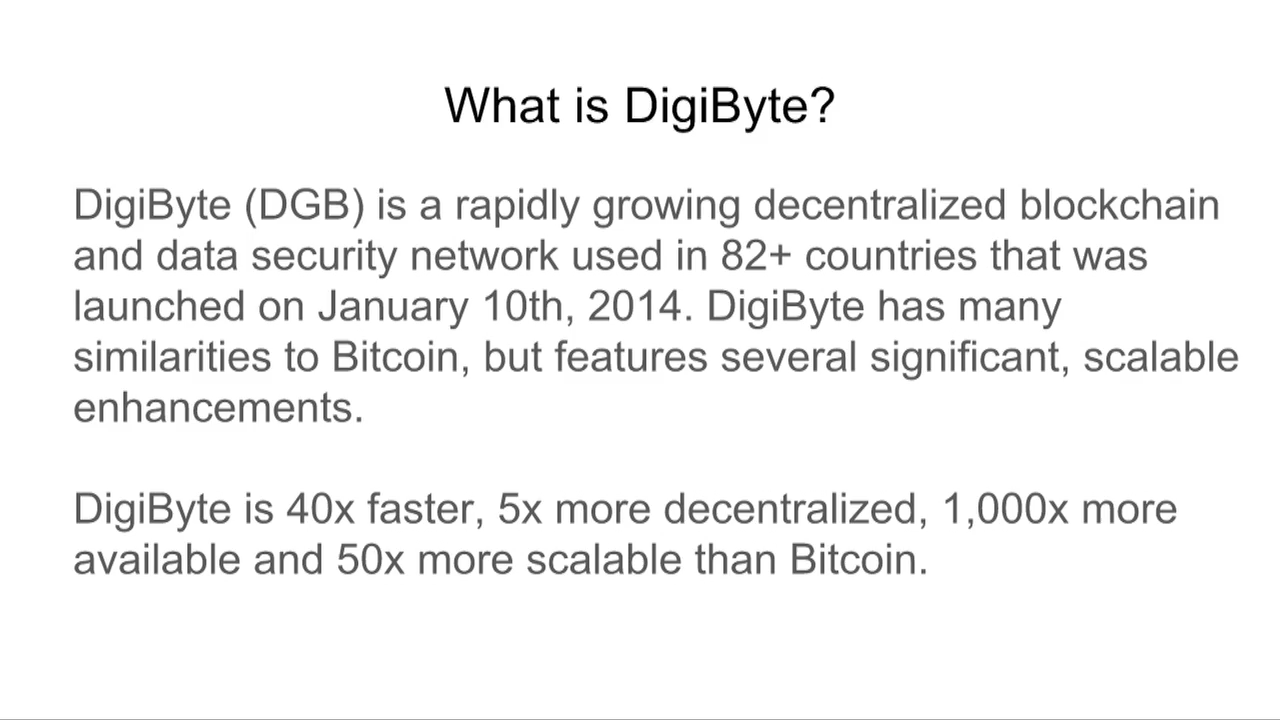 What is DigiByte?
DigiByte (DGB) is a rapidly growing decentralized blockchain
and data security network used in 82+ countries that was
launched on January 10th, 2014. DigiByte has many
similarities to Bitcoin, but features several significant, scalable
enhancements.
DigiByte is 40x faster, 5x more decentralized, 1,000x more
available and 50x more scalable than Bitcoin.